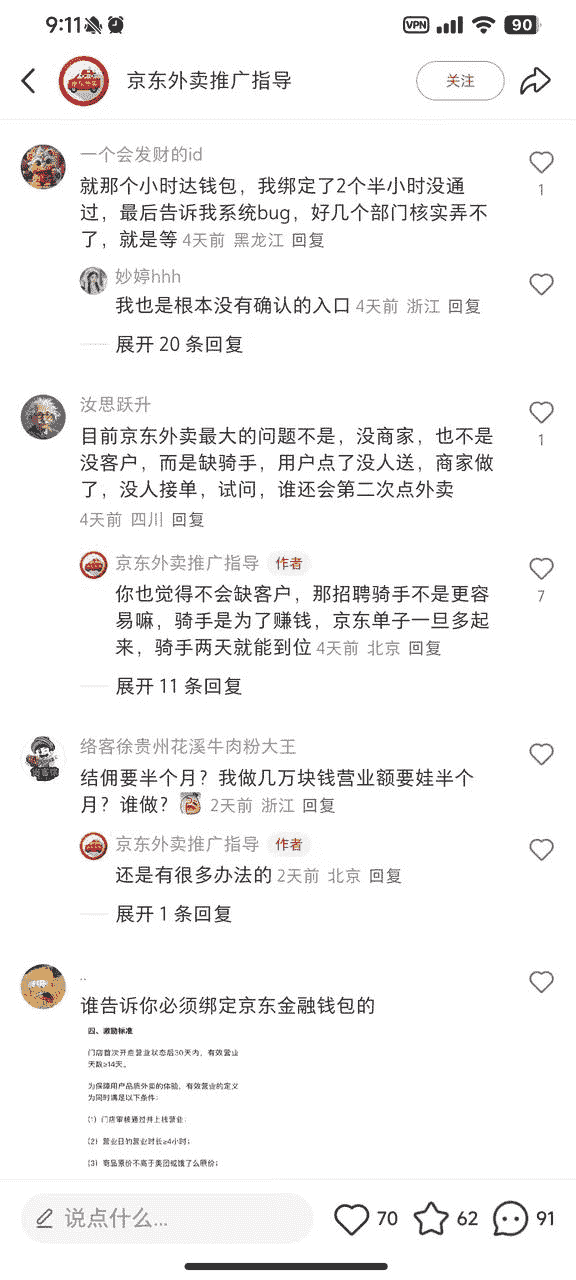 9:11
VPN
90
京东外卖推广指导
关注
一个会发财的id
就那个小时达钱包，我绑定了2个半小时没通
过，最后告诉我系统bug，好几个部门核实弄不
了，就是等 4天前 黑龙江 回复
1
妙婷hhh
我也是根本没有确认的入口 4天前 浙江 回复
展开 20 条回复
汝思跃升
目前京东外卖最大的问题不是，没商家，也不是
没客户，而是缺骑手，用户点了没人送，商家做
了，没人接单，试问，谁还会第二次点外卖
4天前 四川 回复
1
京东外卖推广指导 作者
你也觉得不会缺客户，那招聘骑手不是更容
易嘛，骑手是为了赚钱，京东单子一旦多起
来，骑手两天就能到位 4天前 北京 回复
7
展开 11 条回复
络客徐贵州花溪牛肉粉大王
结佣要半个月？我做几万块钱营业额要娃半个
月？谁做？ 2天前 浙江 回复
京东外卖推广指导 作者
还是有很多办法的 2天前 北京 回复
展开 1 条回复
..
谁告诉你必须绑定京东金融钱包的
四、激励标准
门店首次开启营业状态后30天内，有效营业
天数≥14天。
为保障用户品质外卖的体验，有效营业的定义
为同时满足以下条件：
(1) 门店审核通过并上线营业；
(2) 营业日的营业时长≥4小时；
(3) 商品原价不高于美团或饿了么原价；
说点什么...
70
62
91